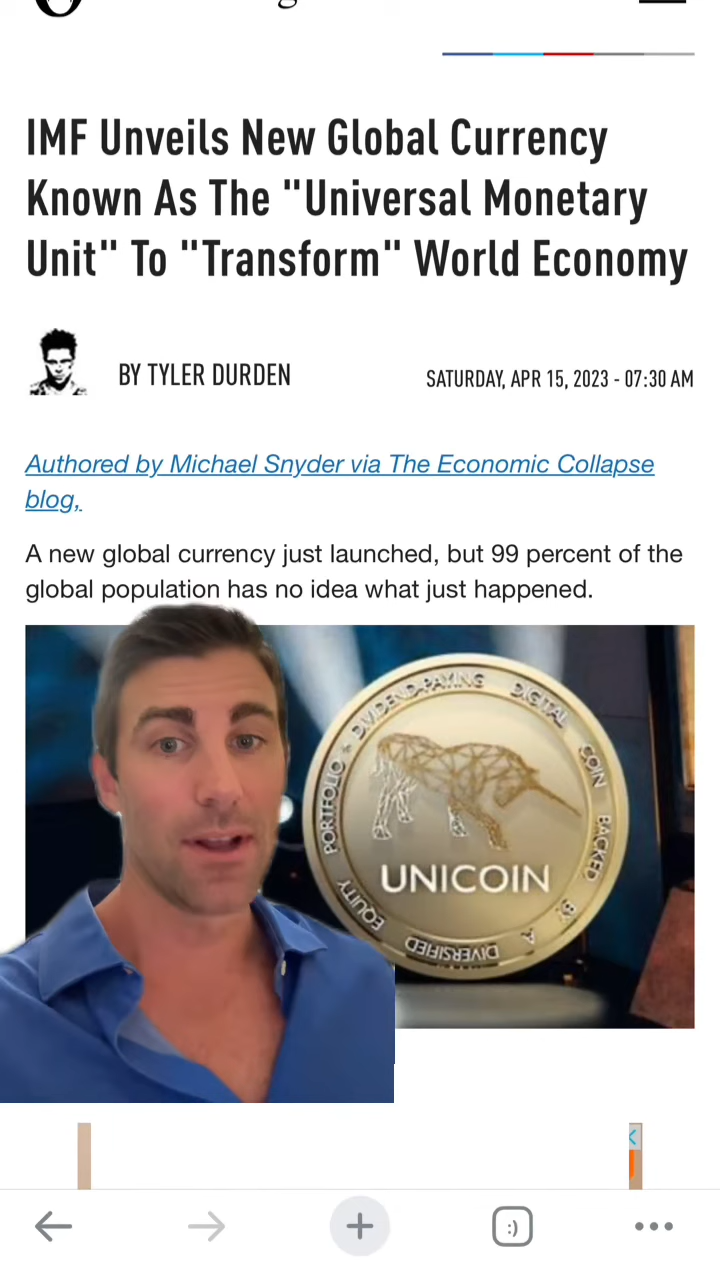 IMF Unveils New Global Currency
Known As The "Universal Monetary
Unit" To "Transform" World Economy
BY TYLER DURDEN
SATURDAY, APR 15, 2023 - 07:30 AM
Authored by Michael Snyder via The Economic Collapse
blog,
A new global currency just launched, but 99 percent of the
global population has no idea what just happened.
DIVIDEND-PAYING DIGITAL COIN BACKED BY A DIVERSIFIED EQUITY PORTFOLIO
UNICOIN
:)